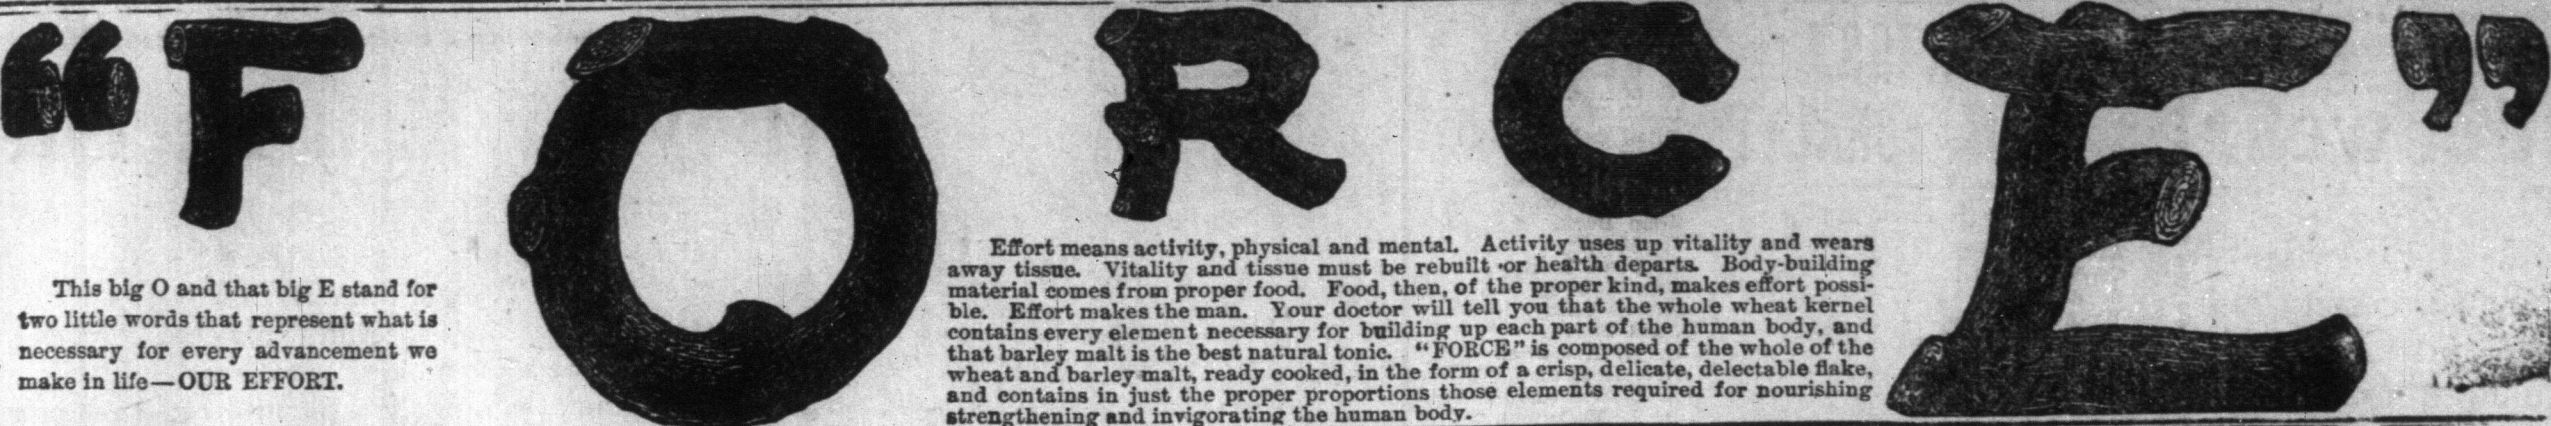 "FORCE"
This big O and that big E stand for
two little words that represent what is
necessary for every advancement we
make in life—OUR EFFORT.
Effort means activity, physical and mental. Activity uses up vitality and wears
away tissue. Vitality and tissue must be rebuilt or health departs. Body-building
material comes from proper food. Food, then, of the proper kind, makes effort possi-
ble. Effort makes the man. Your doctor will tell you that the whole wheat kernel
contains every element necessary for building up each part of the human body, and
that barley malt is the best natural tonic. "FORCE" is composed of the whole of the
wheat and barley malt, ready cooked, in the form of a crisp, delicate, delectable flake,
and contains in just the proper proportions those elements required for nourishing
strengthening and invigorating the human body.